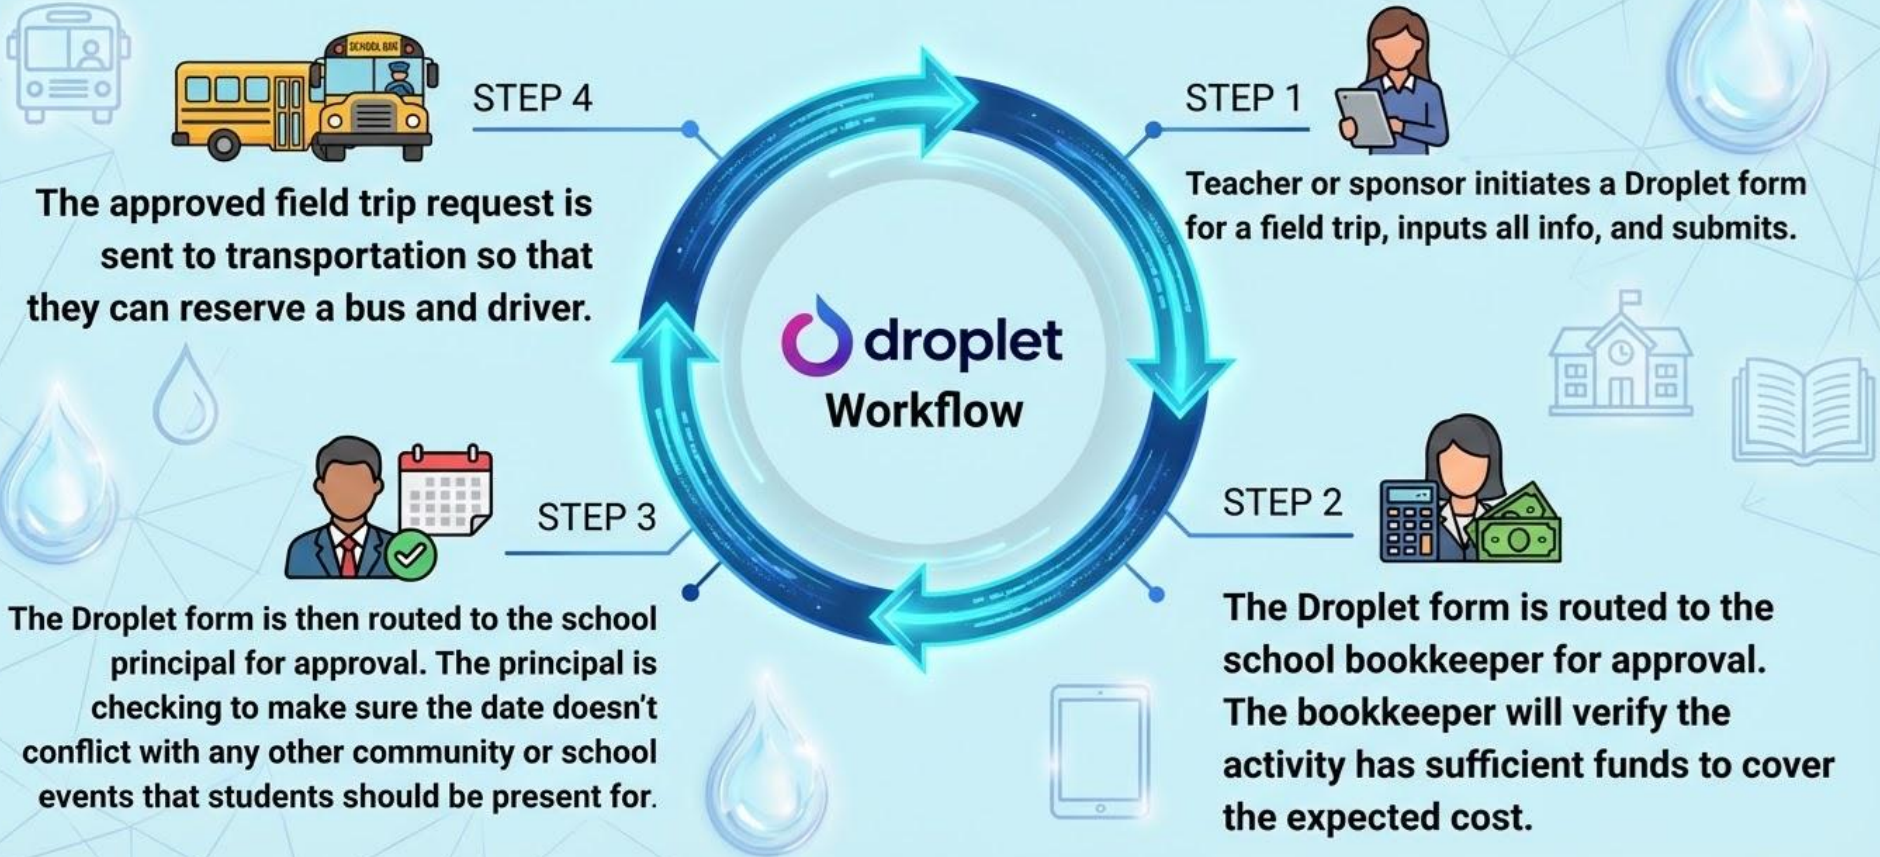 STEP 1
Teacher or sponsor initiates a Droplet form
for a field trip, inputs all info, and submits.
STEP 2
The Droplet form is routed to the
school bookkeeper for approval.
The bookkeeper will verify the
activity has sufficient funds to cover
the expected cost.
STEP 3
The Droplet form is then routed to the school
principal for approval. The principal is
checking to make sure the date doesn't
conflict with any other community or school
events that students should be present for.
STEP 4
SCHOOL BUS
The approved field trip request is
sent to transportation so that
they can reserve a bus and driver.
droplet
Workflow